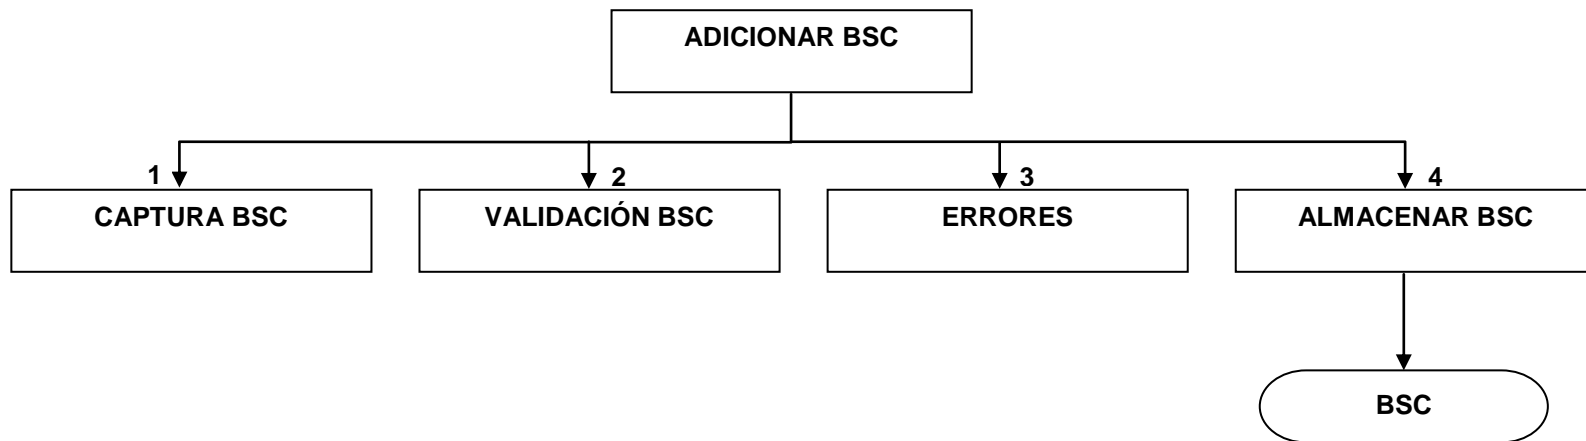 ADICIONAR BSC
1
2
3
4
CAPTURA BSC
VALIDACIÓN BSC
ERRORES
ALMACENAR BSC
BSC